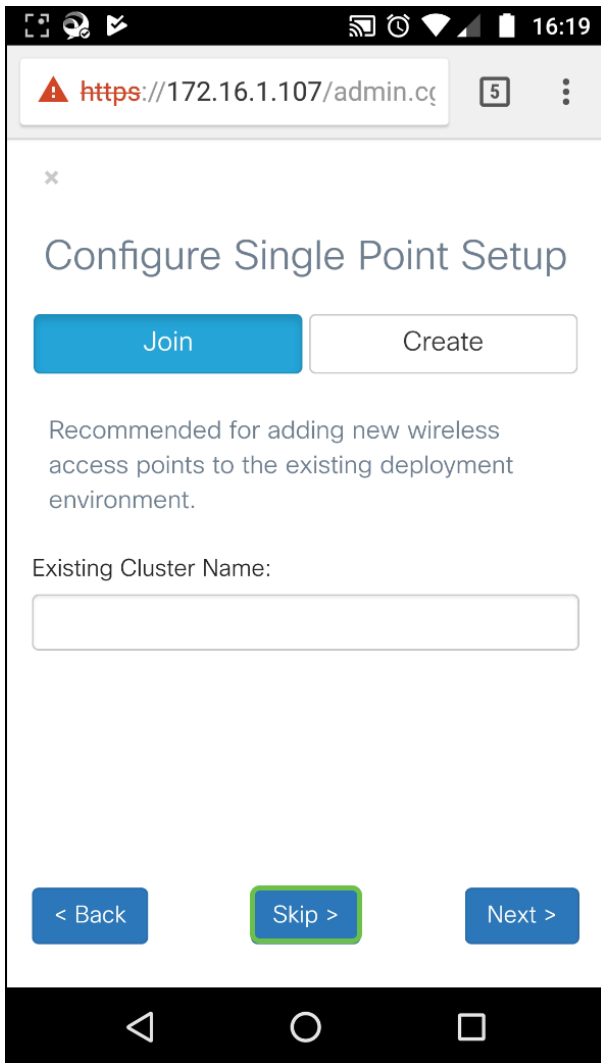 16:19
https://172.16.1.107/admin.cg
5
Configure Single Point Setup
Join
Create
Recommended for adding new wireless
access points to the existing deployment
environment.
Existing Cluster Name:
< Back
Skip >
Next >